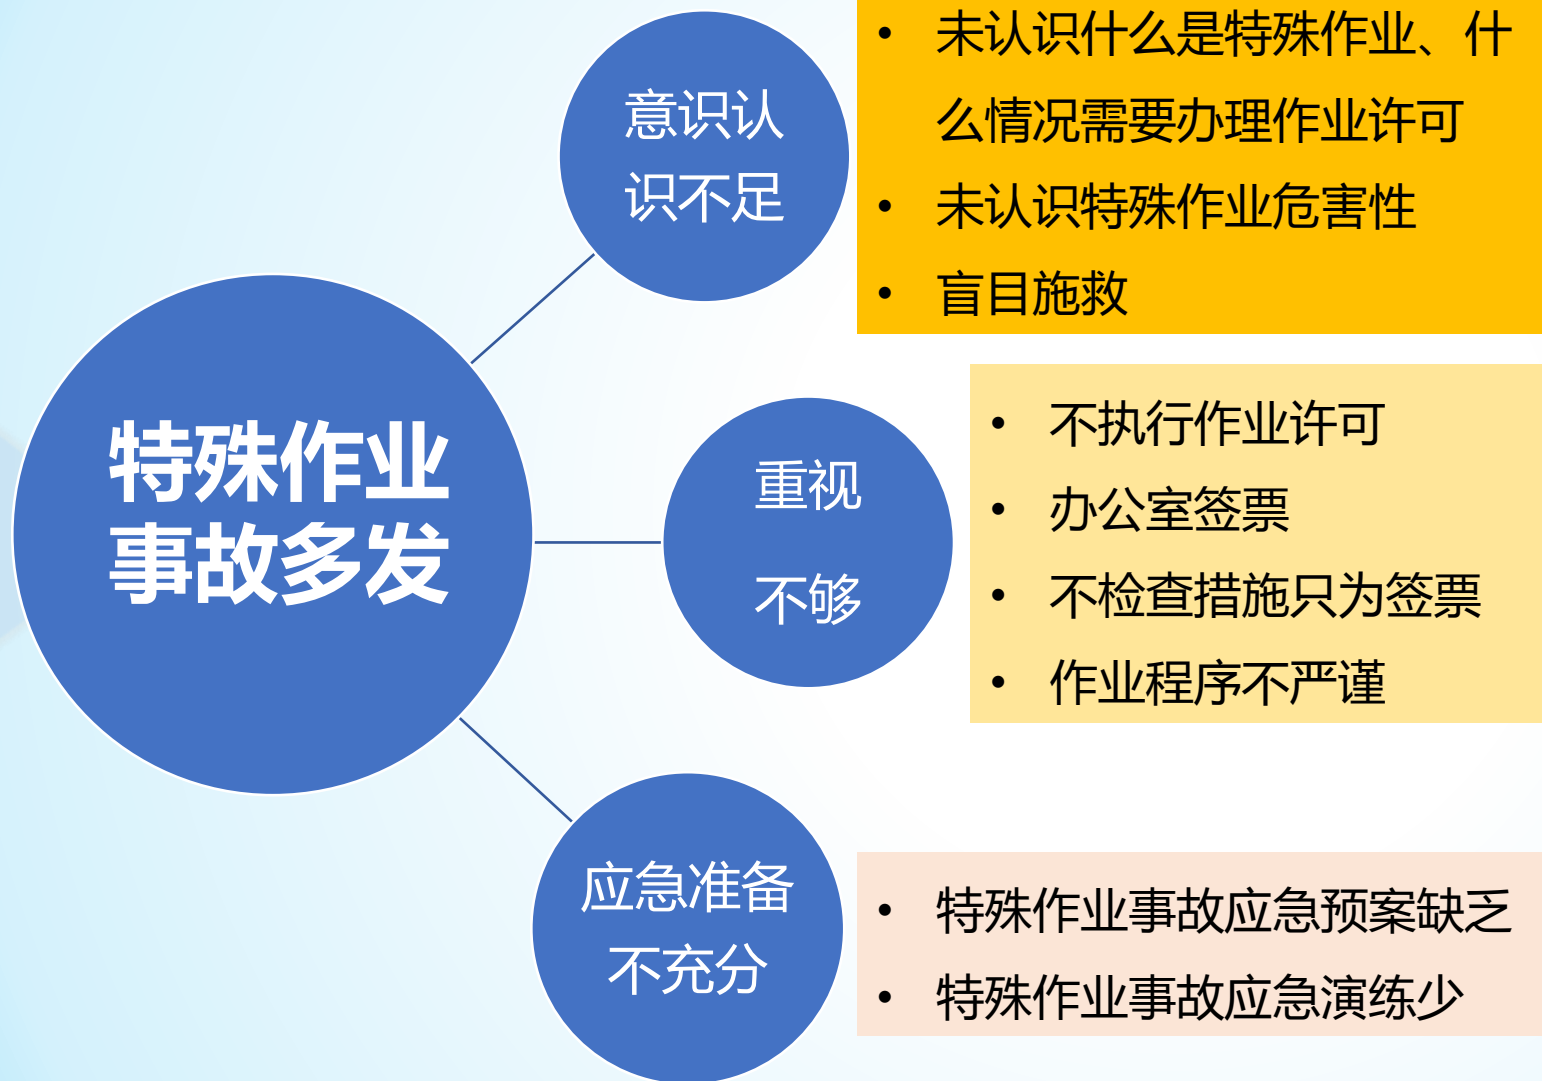 特殊作业
事故多发
意识认
识不足
• 未认识什么是特殊作业、什
么情况需要办理作业许可
• 未认识特殊作业危害性
• 盲目施救
重视
不够
• 不执行作业许可
• 办公室签票
• 不检查措施只为签票
• 作业程序不严谨
应急准备
不充分
• 特殊作业事故应急预案缺乏
• 特殊作业事故应急演练少